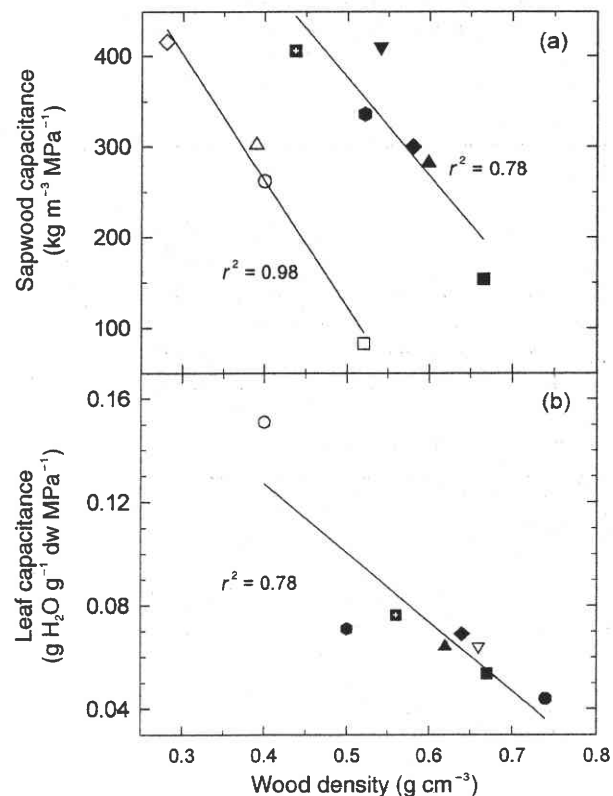 (a)
400
300
200
100
Sapwood capacitance
(kg m⁻³ MPa⁻¹)
r² = 0.78
r² = 0.98
(b)
0.16
0.12
0.08
0.04
Leaf capacitance
(g H₂O g⁻¹ dw MPa⁻¹)
r² = 0.78
0.3 0.4 0.5 0.6 0.7 0.8
Wood density (g cm⁻³)